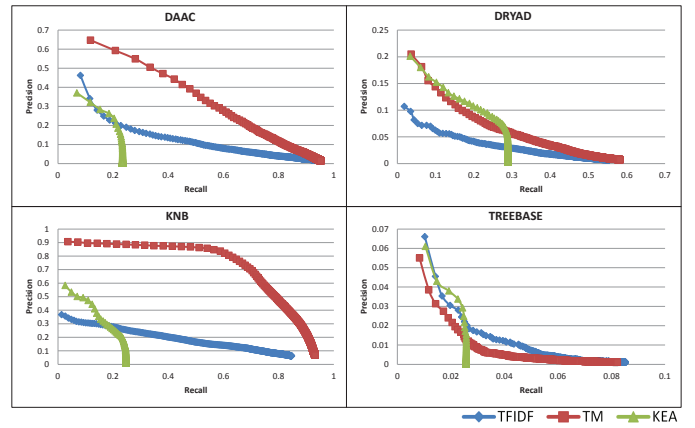 DAAC
Precision
0.7
0.6
0.5
0.4
0.3
0.2
0.1
0
0 0.2 0.4 0.6 0.8 1
Recall
DRYAD
Precision
0.25
0.2
0.15
0.1
0.05
0
0 0.1 0.2 0.3 0.4 0.5 0.6 0.7
Recall
KNB
Precision
1
0.9
0.8
0.7
0.6
0.5
0.4
0.3
0.2
0.1
0
0 0.2 0.4 0.6 0.8 1
Recall
TREEBASE
Precision
0.07
0.06
0.05
0.04
0.03
0.02
0.01
0
0 0.02 0.04 0.06 0.08 0.1
Recall
TFIDF TM KEA